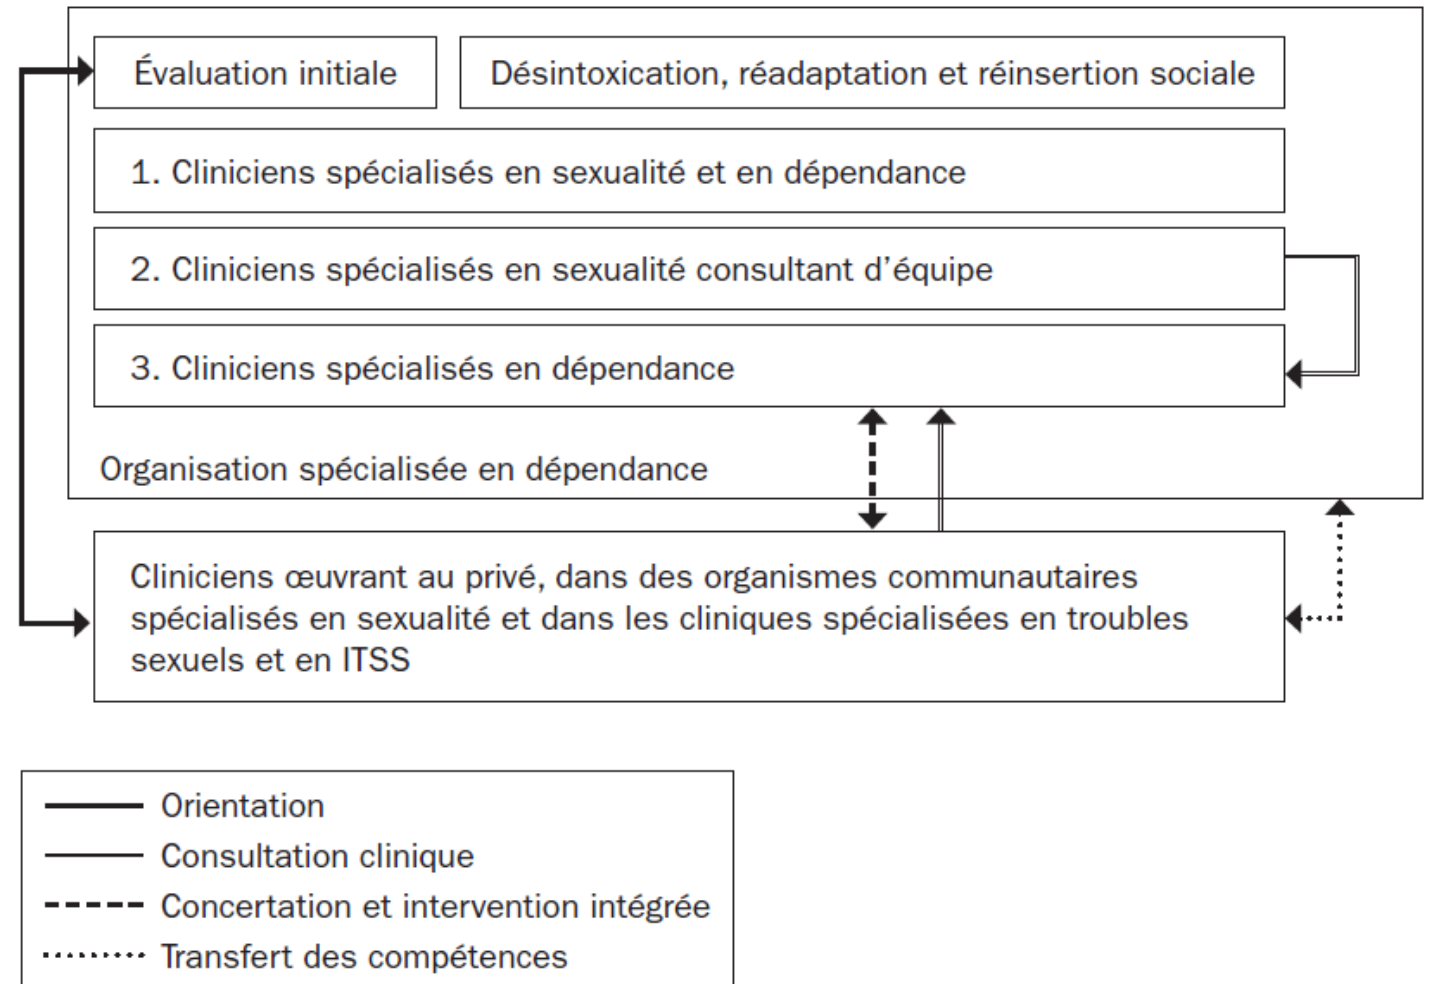 Évaluation initiale
Désintoxication, réadaptation et réinsertion sociale
1. Cliniciens spécialisés en sexualité et en dépendance
2. Cliniciens spécialisés en sexualité consultant d’équipe
3. Cliniciens spécialisés en dépendance
Organisation spécialisée en dépendance
Cliniciens œuvrant au privé, dans des organismes communautaires
spécialisés en sexualité et dans les cliniques spécialisées en troubles
sexuels et en ITSS
Orientation
Consultation clinique
Concertation et intervention intégrée
Transfert des compétences